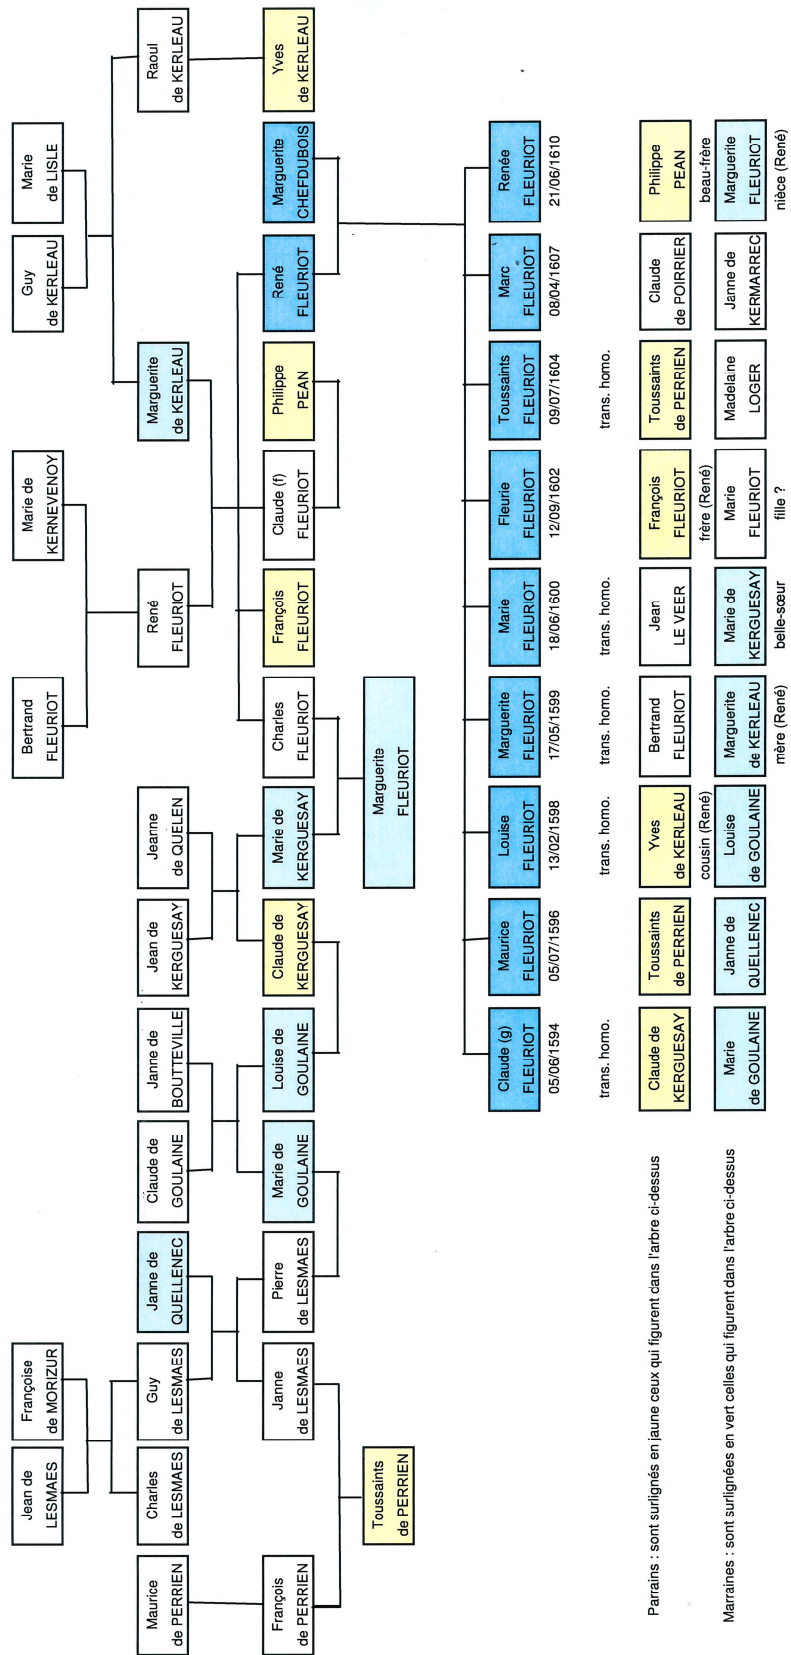 Jean de
LESMAES
Françoise
de MORIZUR
Bertrand
FLEURIOT
Marie de
KERNEVENOY
Guy
de KERLEAU
Marie
de LISLE
Maurice
de PERRIEN
Charles
de LESMAES
Guy
de LESMAES
Janne de
QUELLENEC
Claude de
GOULAINE
Janne de
BOUTTEVILLE
Jean de
KERGUESAY
Jeanne
de QUELEN
René
FLEURIOT
Marguerite
de KERLEAU
Raoul
de KERLEAU
François
de PERRIEN
Janne
de LESMAES
Pierre
de LESMAES
Marie de
GOULAINE
Louise de
GOULAINE
Claude de
KERGUESAY
Marie de
KERGUESAY
Charles
FLEURIOT
François
FLEURIOT
Claude (f)
FLEURIOT
Philippe
PEAN
René
FLEURIOT
Marguerite
CHEFDUBOIS
Yves
de KERLEAU
Toussaints
de PERRIEN
Marguerite
FLEURIOT
Claude (g)
FLEURIOT
05/06/1594
Maurice
FLEURIOT
05/07/1596
Louise
FLEURIOT
13/02/1598
Marguerite
FLEURIOT
17/05/1599
Marie
FLEURIOT
18/06/1600
Fleurie
FLEURIOT
12/09/1602
Toussaints
FLEURIOT
09/07/1604
Marc
FLEURIOT
08/04/1607
Renée
FLEURIOT
21/06/1610
trans. homo.
trans. homo.
trans. homo.
trans. homo.
trans. homo.
Parrains : sont surlignés en jaune ceux qui figurent dans l'arbre ci-dessus
Claude de
KERGUESAY
Toussaints
de PERRIEN
Yves
de KERLEAU
cousin (René)
Bertrand
FLEURIOT
Jean
LE VEER
François
FLEURIOT
frère (René)
Toussaints
de PERRIEN
Claude
de POIRRIER
Philippe
PEAN
beau-frère
Marraines : sont surlignées en vert celles qui figurent dans l'arbre ci-dessus
Marie
de GOULAINE
Janne de
QUELLENEC
Louise
de GOULAINE
Marguerite
de KERLEAU
mère (René)
Marie de
KERGUESAY
belle-sœur
Marie
FLEURIOT
fille ?
Madelaine
LOGER
Janne de
KERMARREC
Marguerite
FLEURIOT
nièce (René)